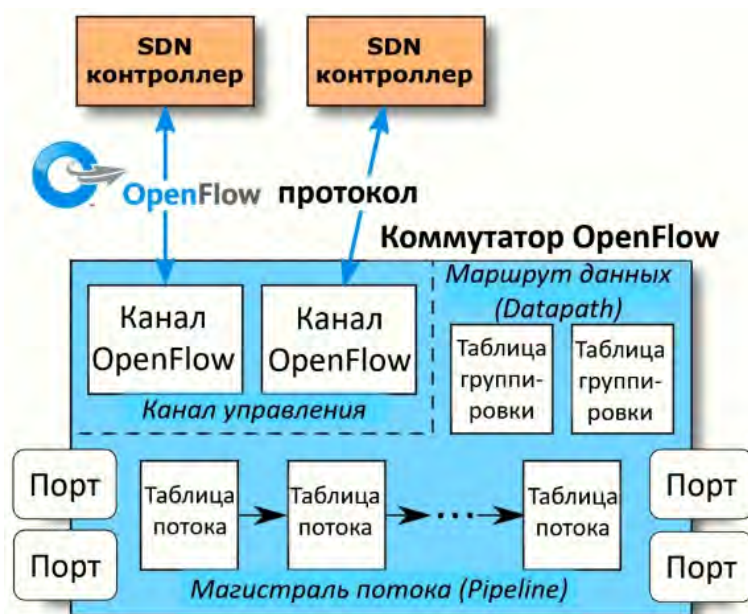 SDN
контроллер
SDN
контроллер
OpenFlow протокол
Коммутатор OpenFlow
Маршрут данных
(Datapath)
Канал
OpenFlow
Канал
OpenFlow
Канал управления
Таблица
группи-
ровки
Таблица
группи-
ровки
Порт
Порт
Таблица
потока
Таблица
потока
...
Таблица
потока
Порт
Порт
Магистраль потока (Pipeline)